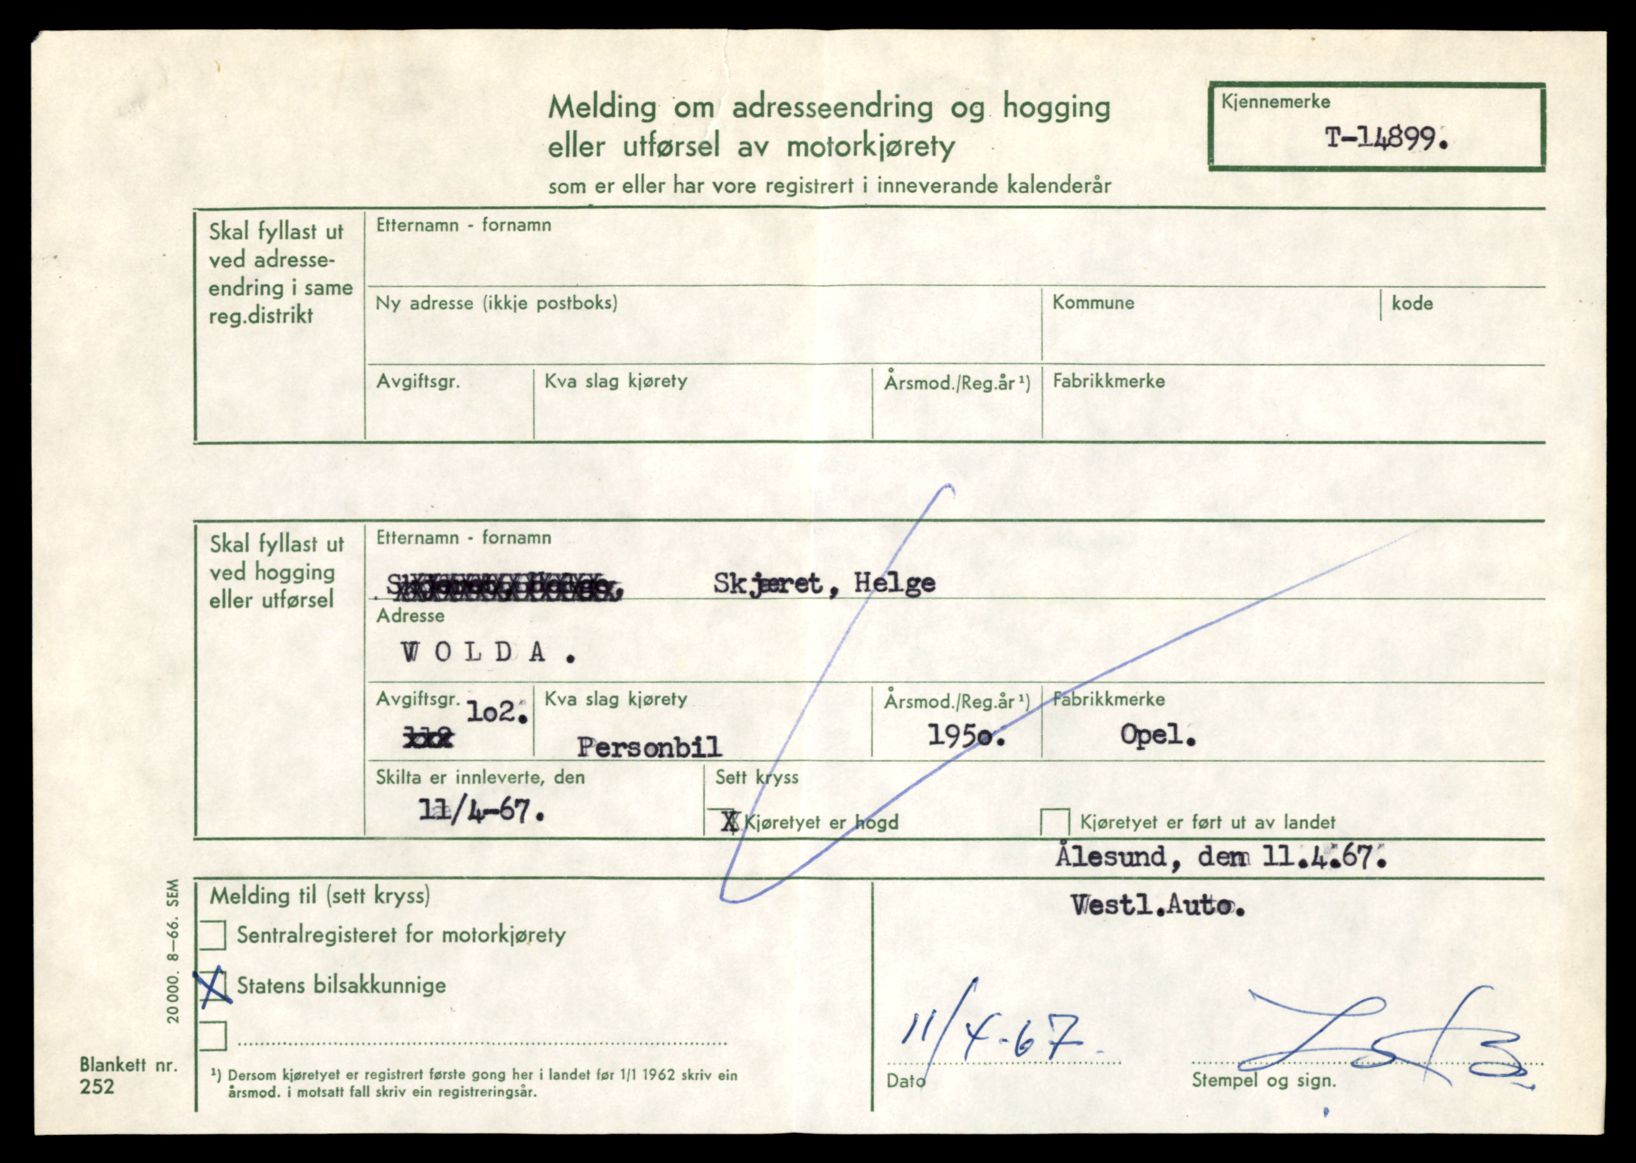 Melding om adresseendring og hogging
eller utførsel av motorkjørety
som er eller har vore registrert i inneverande kalenderår
Kjennemerke
T-14899.
Skal fyllast ut
ved adresse-
endring i same
reg.distrikt
Etternamn - fornamn
Ny adresse (ikkje postboks)
Kommune
kode
Avgiftsgr.
Kva slag kjørety
Årsmod./Reg.år ¹)
Fabrikkmerke
Skal fyllast ut
ved hogging
eller utførsel
Etternamn - fornamn
Skjæret, Helge
Adresse
VOLDA.
Avgiftsgr.
lo2.
Kva slag kjørety
Personbil
Årsmod./Reg.år ¹)
195o.
Fabrikkmerke
Opel.
Skilta er innleverte, den
11/4-67.
Sett kryss
X Kjøretyet er hogd
Kjøretyet er ført ut av landet
Ålesund, den 11.4.67.
Vestl.Auto.
Melding til (sett kryss)
Sentralregisteret for motorkjørety
X Statens bilsakkunnige
11/4-67.
Dato
Stempel og sign.
¹) Dersom kjøretyet er registrert første gong her i landet før 1/1 1962 skriv ein
årsmod. i motsatt fall skriv ein registreringsår.
Blankett nr.
252
20 000. 8–66. SEM